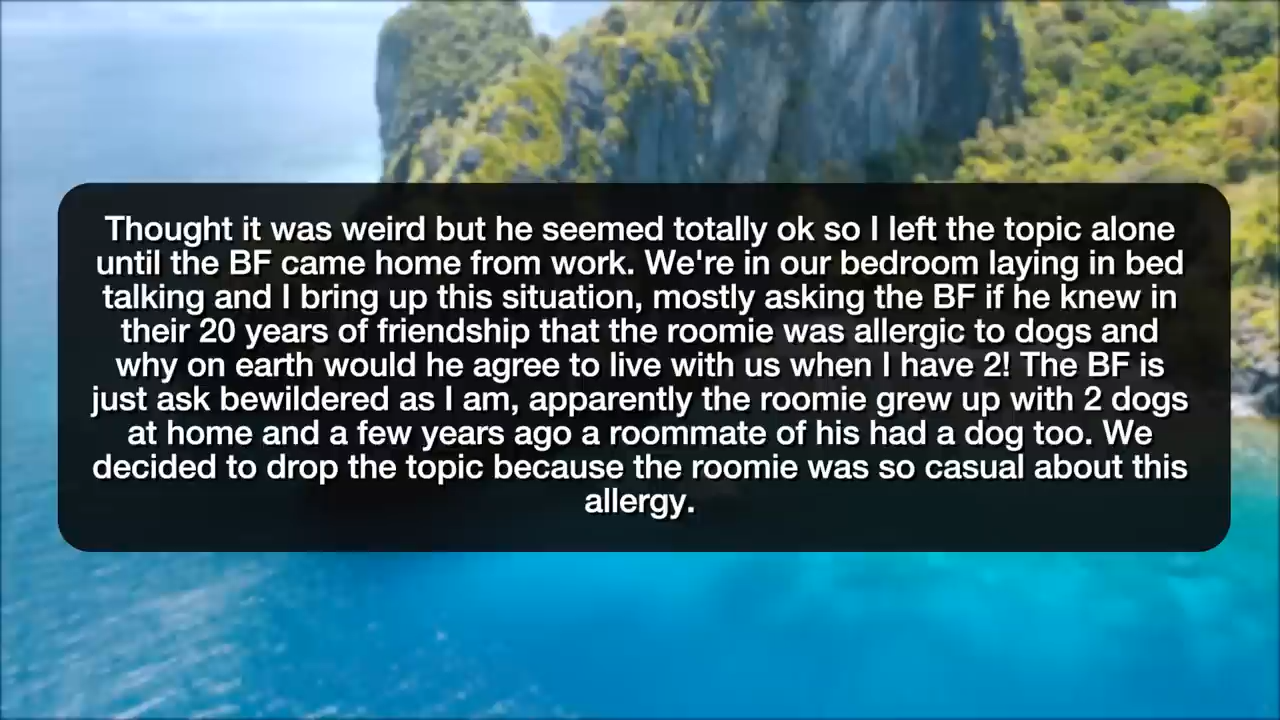 Thought it was weird but he seemed totally ok so I left the topic alone
until the BF came home from work. We're in our bedroom laying in bed
talking and I bring up this situation, mostly asking the BF if he knew in
their 20 years of friendship that the roomie was allergic to dogs and
why on earth would he agree to live with us when I have 2! The BF is
just ask bewildered as I am, apparently the roomie grew up with 2 dogs
at home and a few years ago a roommate of his had a dog too. We
decided to drop the topic because the roomie was so casual about this
allergy.